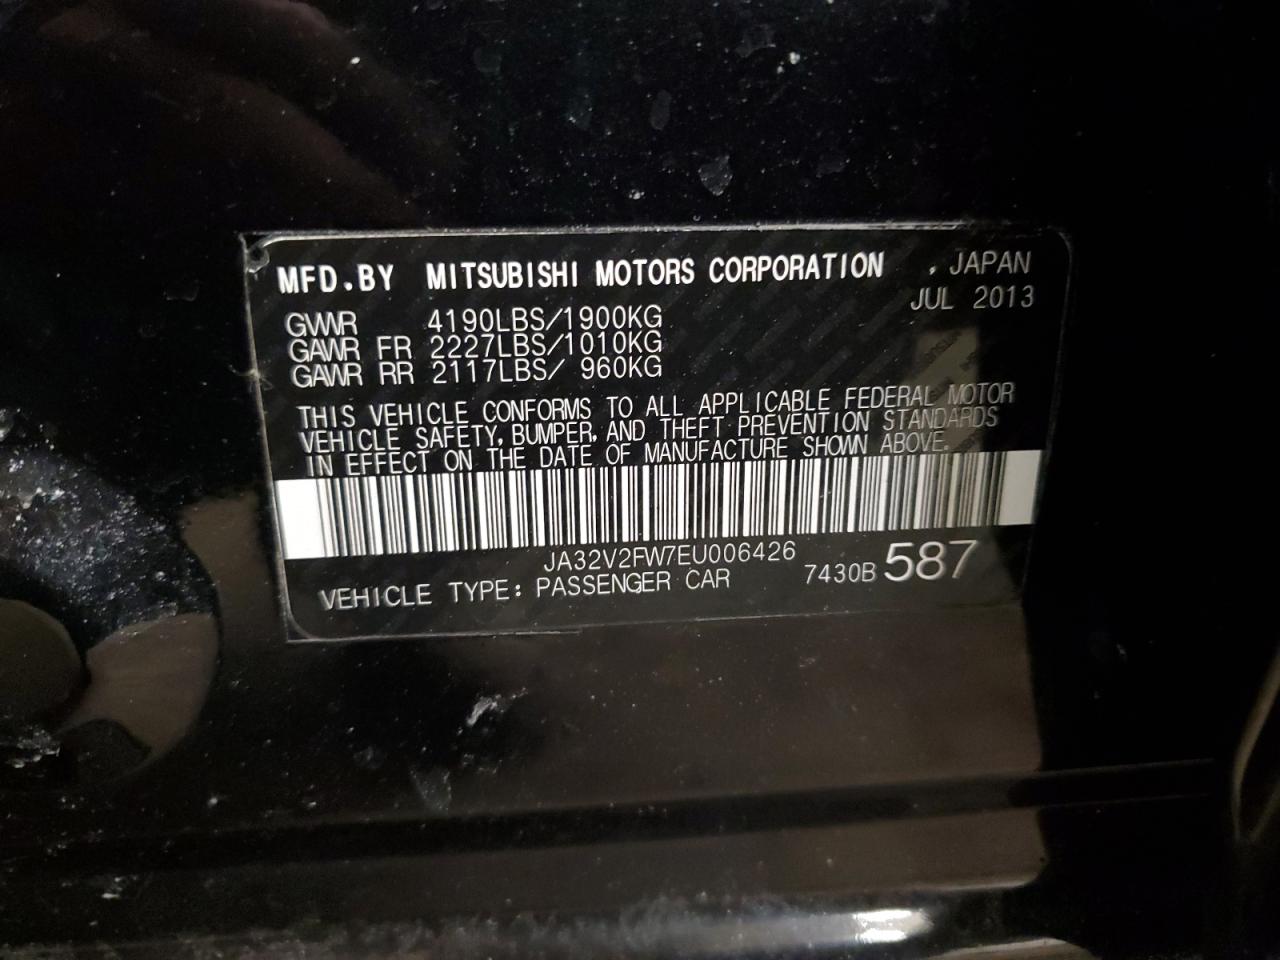 MFD.BY MITSUBISHI MOTORS CORPORATION , JAPAN
JUL 2013
GVWR 4190LBS/1900KG
GAWR FR 2227LBS/1010KG
GAWR RR 2117LBS/ 960KG
THIS VEHICLE CONFORMS TO ALL APPLICABLE FEDERAL MOTOR
VEHICLE SAFETY, BUMPER, AND THEFT PREVENTION STANDARDS
IN EFFECT ON THE DATE OF MANUFACTURE SHOWN ABOVE.
JA32V2FW7EU006426
VEHICLE TYPE: PASSENGER CAR 7430B 587